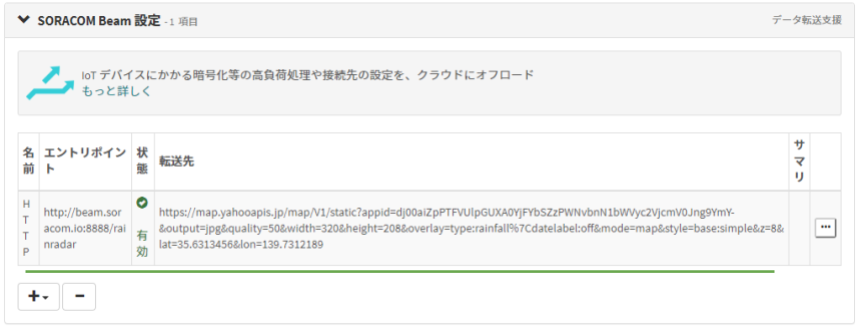 SORACOM Beam 設定 - 1 項目
データ転送支援
IoT デバイスにかかる暗号化等の高負荷処理や接続先の設定を、クラウドにオフロード
もっと詳しく
名前 エントリポイント 状態 転送先 サマリ
HTTP
http://beam.sor
acom.io:8888/rai
nradar
有効
https://map.yahooapis.jp/map/V1/static?appid=dj00aiZpPTFVUlpGUXA0YjFYbSZzPWNvbnN1bWVyc2VjcmV0Jng9YmY-
&output=jpg&quality=50&width=320&height=208&overlay=type:rainfall%7Cdatelabel:off&mode=map&style=base:simple&z=8&
lat=35.6313456&lon=139.7312189